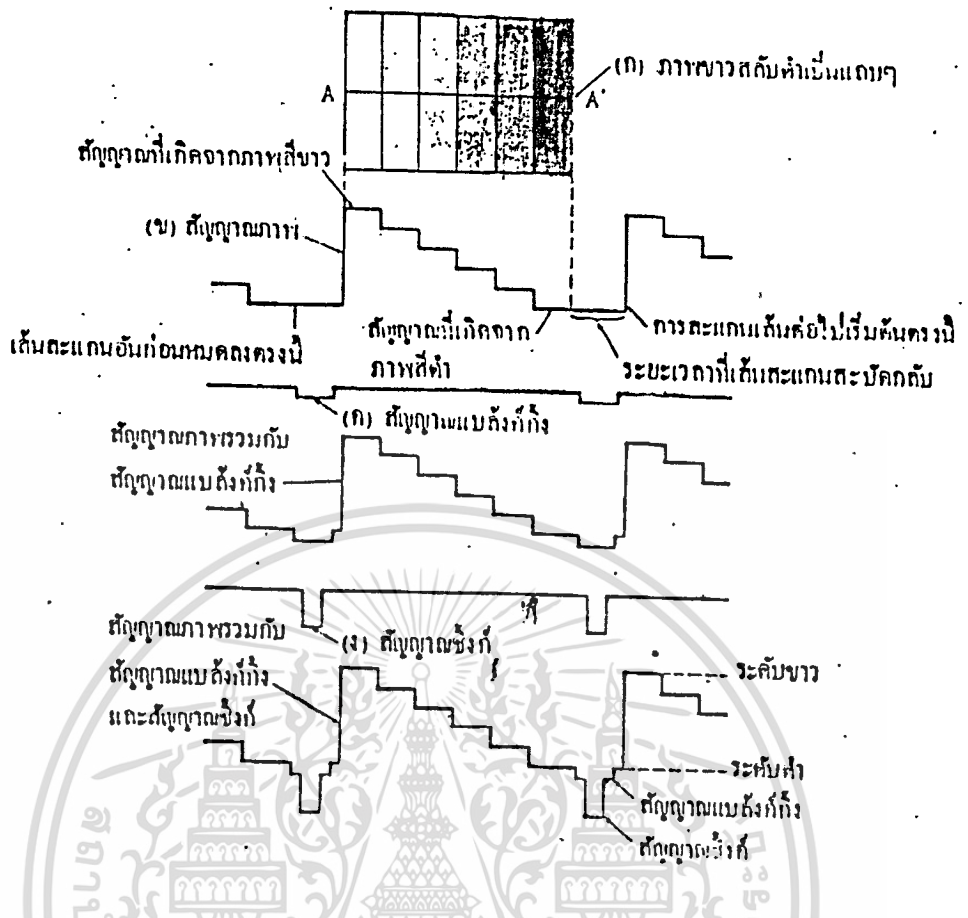 (ก) ภาพขาวสลับดำเป็นแถบๆ
A
A'
สัญญาณที่เกิดจากภาพสีขาว
(ข) สัญญาณภาพ
เส้นสะแกนอันก่อนหมดลงตรงนี้
สัญญาณที่เกิดจาก
ภาพสีดำ
การสะแกนเส้นต่อไปเริ่มต้นตรงนี้
ระยะเวลาที่เส้นสะแกนสะบัดกลับ
(ค) สัญญาณแบล้งก์กิ้ง
สัญญาณภาพรวมกับ
สัญญาณแบล้งก์กิ้ง
สัญญาณภาพรวมกับ
(ง) สัญญาณซิงก์
สัญญาณแบล้งก์กิ้ง
และสัญญาณซิงก์
ระดับขาว
ระดับดำ
สัญญาณแบล้งก์กิ้ง
สัญญาณซิงก์